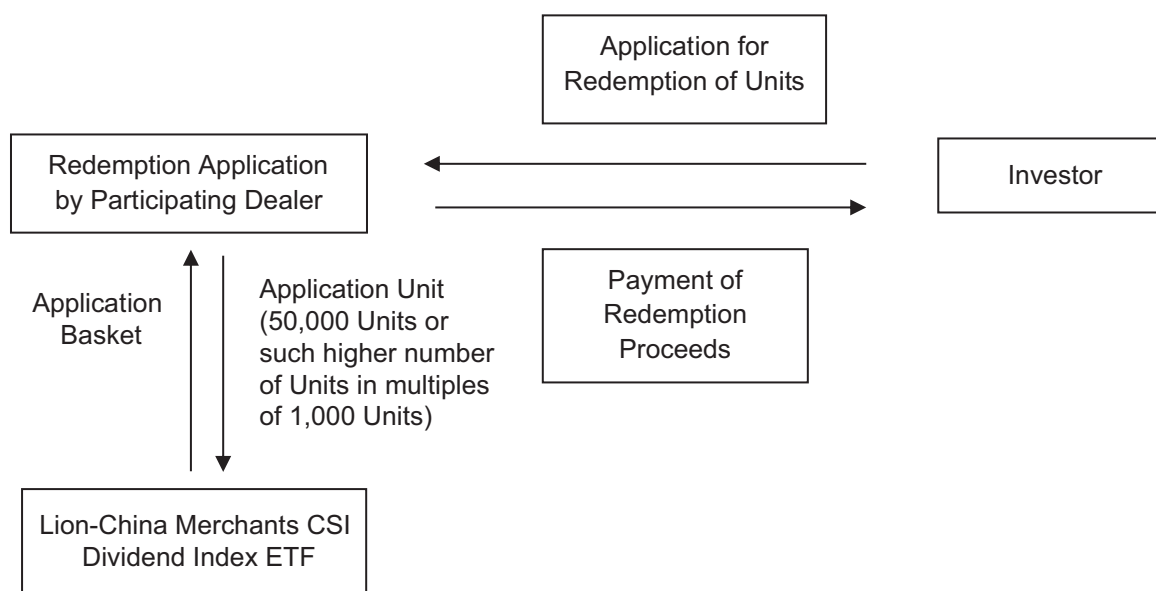 Application for
Redemption of Units
Redemption Application
by Participating Dealer
Investor
Application
Basket
Application Unit
(50,000 Units or
such higher number
of Units in multiples
of 1,000 Units)
Payment of
Redemption
Proceeds
Lion-China Merchants CSI
Dividend Index ETF